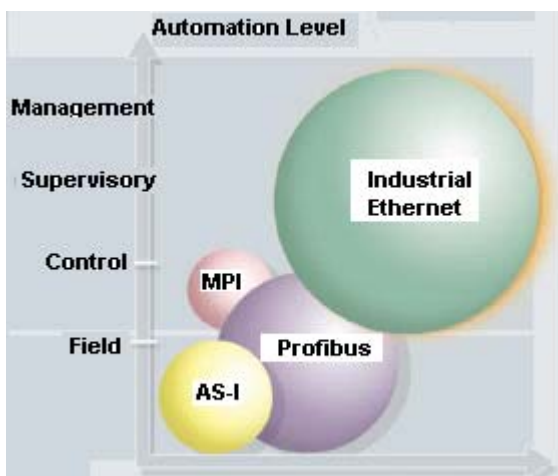 Automation Level
Management
Supervisory
Industrial
Ethernet
Control
MPI
Field
Profibus
AS-I